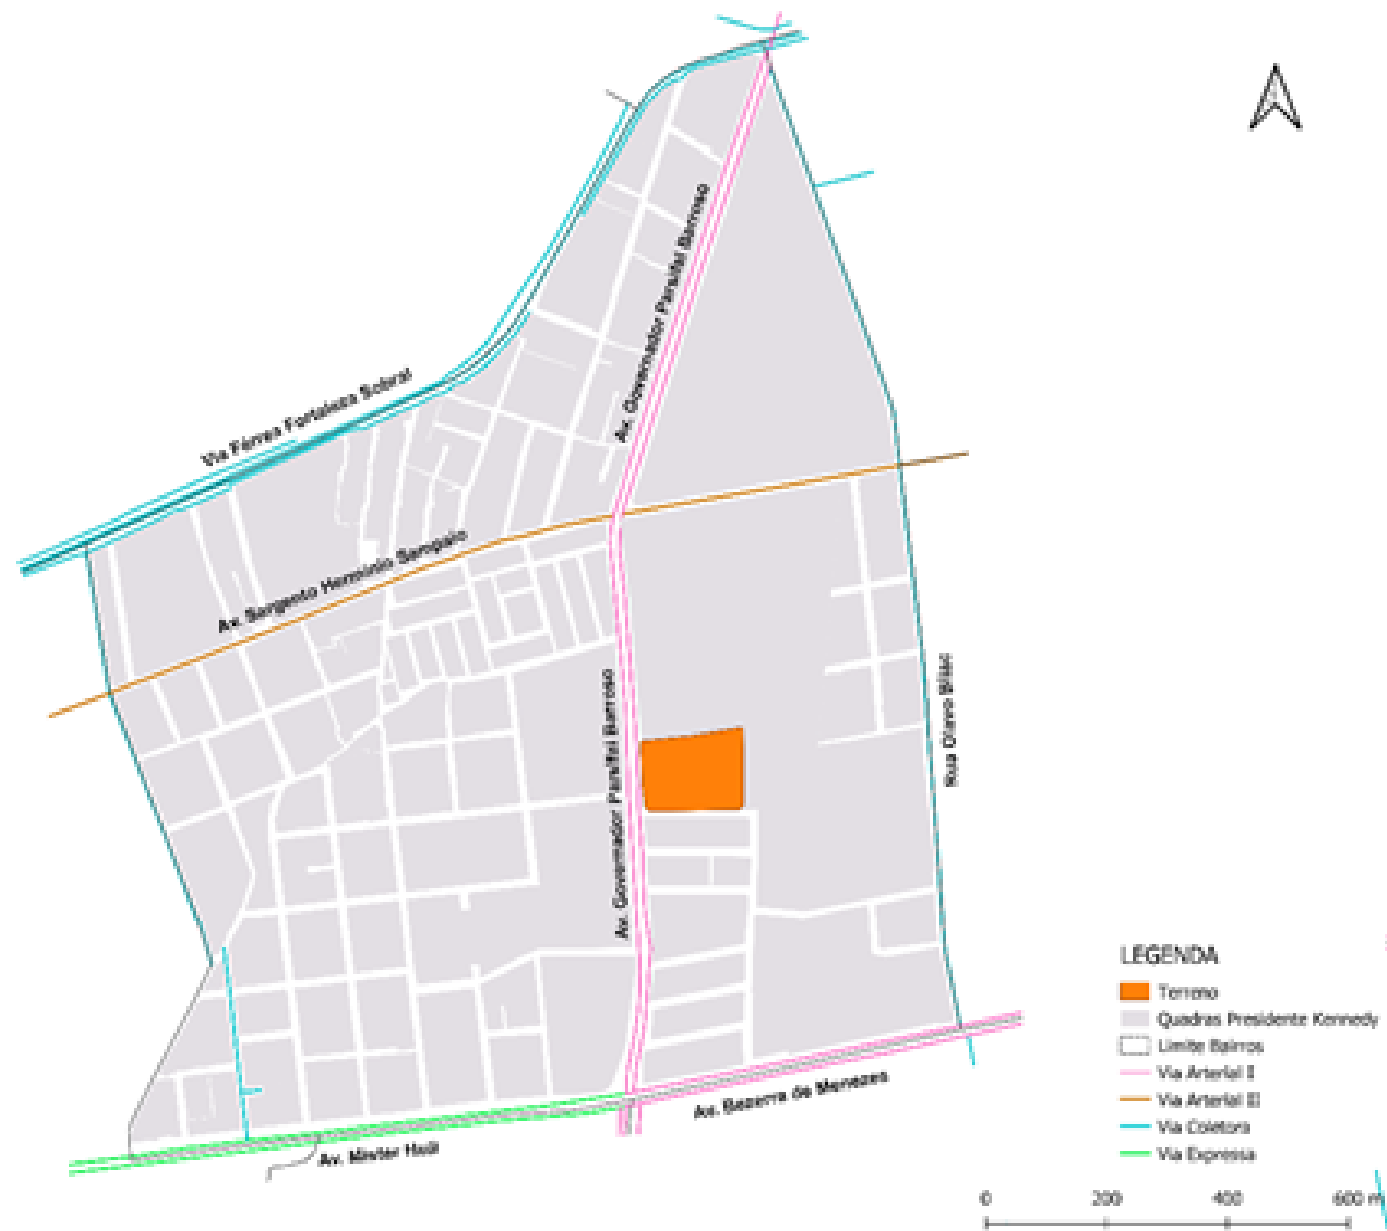 Av. Governador Parsifal Barroso
Via Férrea Fortaleza Sobral
Av. Sargento Hermínio Sampaio
Av. Governador Parsifal Barroso
Rua Olavo Bilac
Av. Bezerra de Menezes
Av. Mister Hull
LEGENDA
Terreno
Quadras Presidente Kennedy
Limite Bairros
Via Arterial I
Via Arterial II
Via Coletora
Via Expressa
0 200 400 600 m